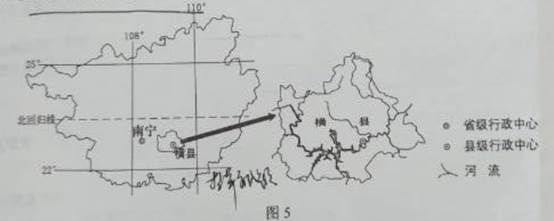 110°
108°
25°
北回归线
南宁
横县
22°
横 县
省级行政中心
县级行政中心
河流
图5